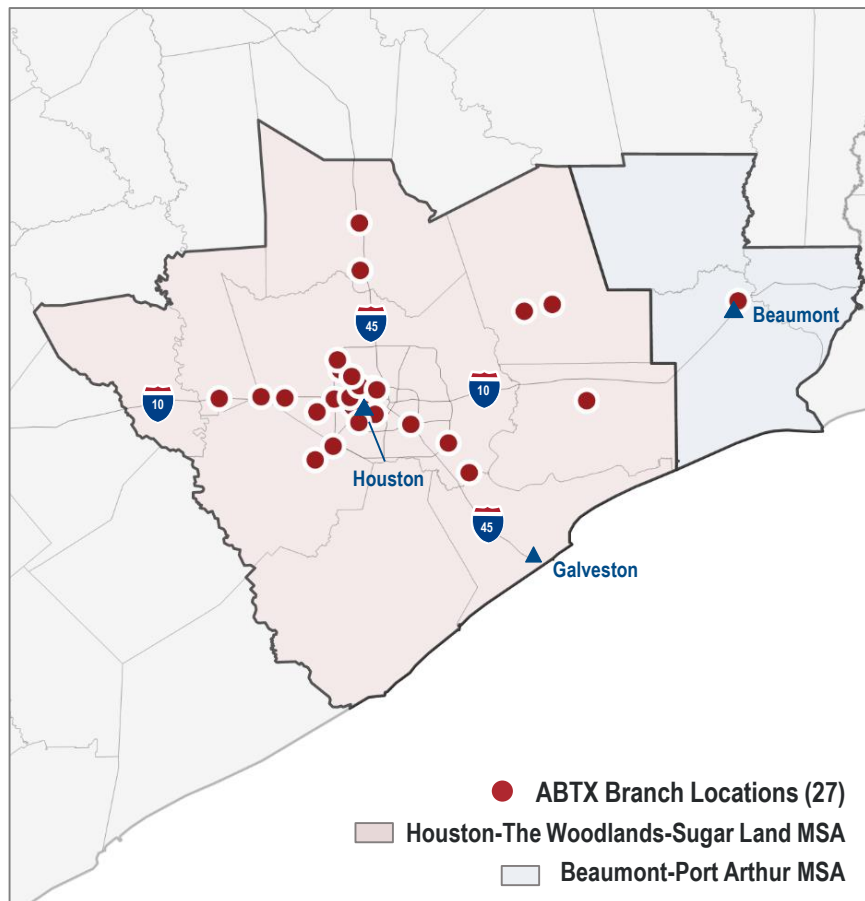 45
Beaumont
10
10
Houston
45
Galveston
ABTX Branch Locations (27)
Houston-The Woodlands-Sugar Land MSA
Beaumont-Port Arthur MSA